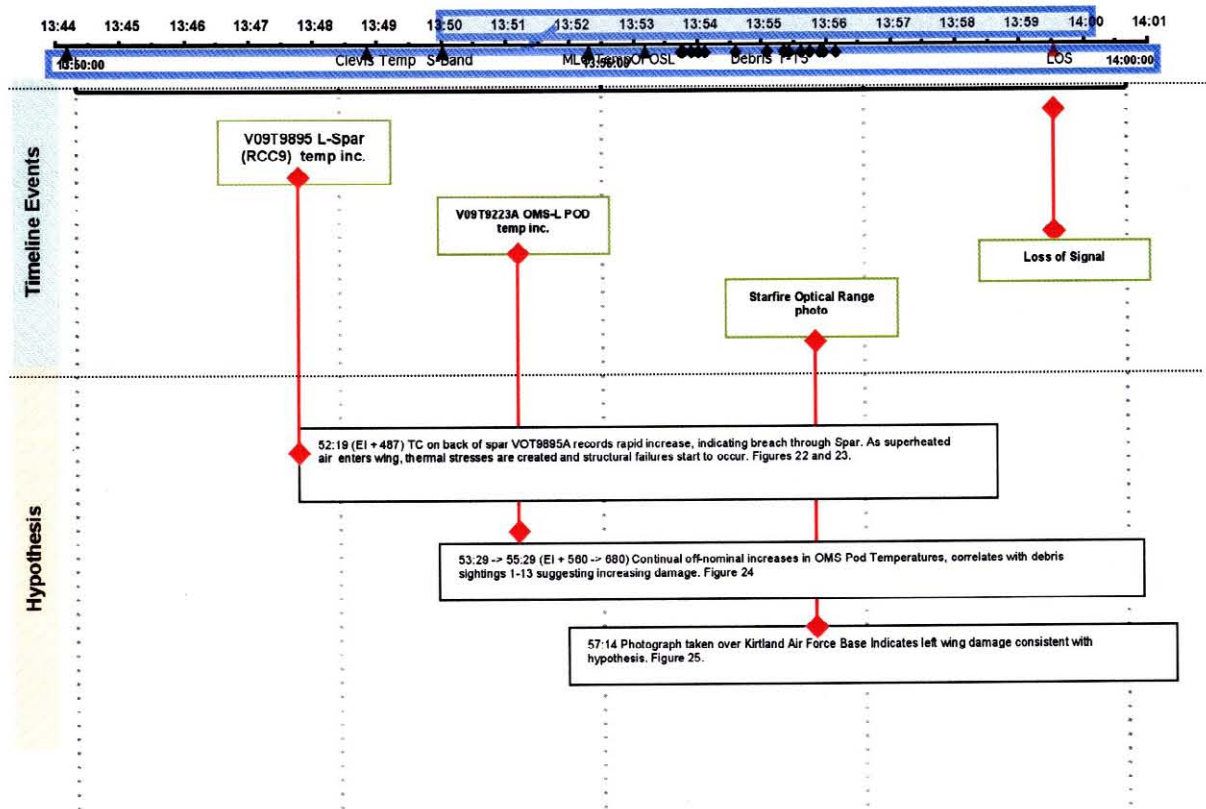 13:44 13:45 13:46 13:47 13:48 13:49 13:50 13:51 13:52 13:53 13:54 13:55 13:56 13:57 13:58 13:59 14:00 14:01
Clevis Temp S-Band Debris 1-15 LOS
13:50:00 14:00:00
Timeline Events
V09T9895 L-Spar
(RCC9) temp inc.
V09T9223A OMS-L POD
temp inc.
Loss of Signal
Starfire Optical Range
photo
Hypothesis
52:19 (EI + 487) TC on back of spar VOT9895A records rapid increase, indicating breach through Spar. As superheated
air enters wing, thermal stresses are created and structural failures start to occur. Figures 22 and 23.
53:29 -> 55:29 (EI + 560 -> 680) Continual off-nominal increases in OMS Pod Temperatures, correlates with debris
sightings 1-13 suggesting increasing damage. Figure 24
57:14 Photograph taken over Kirtland Air Force Base Indicates left wing damage consistent with
hypothesis. Figure 25.